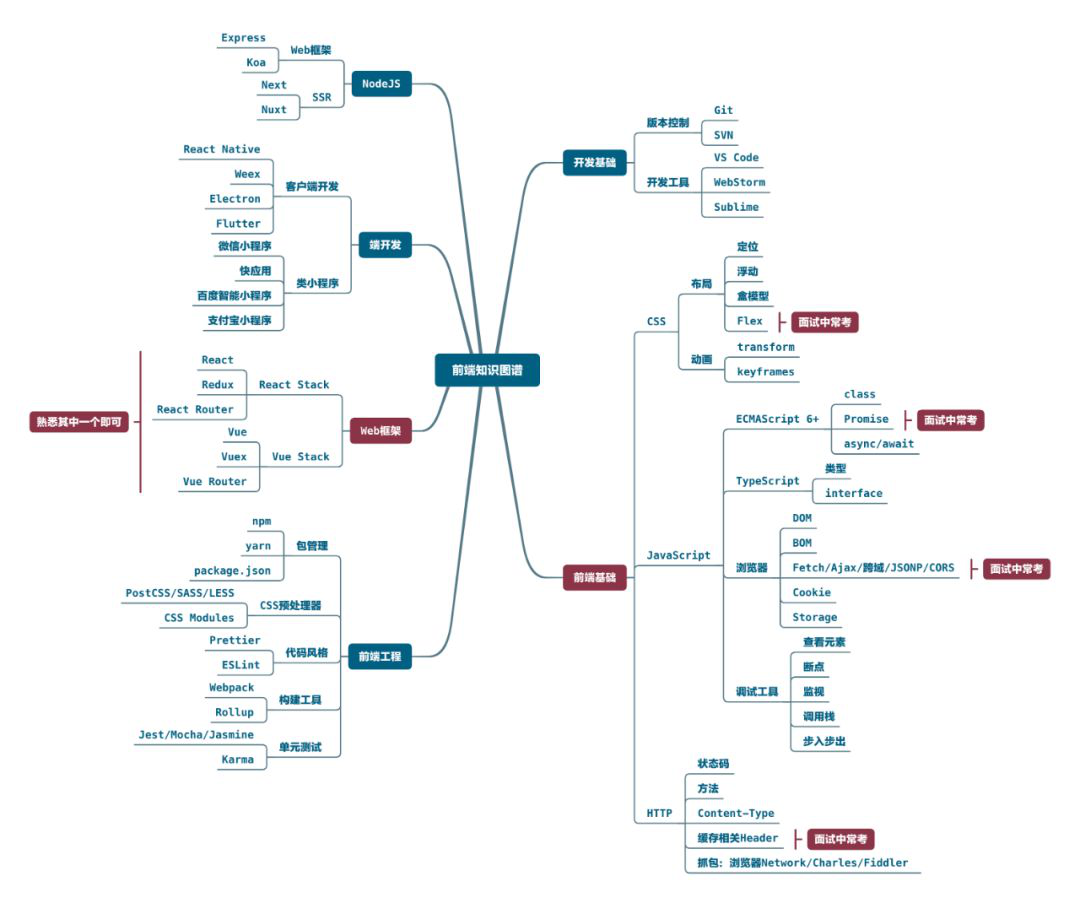 前端知识图谱
NodeJS
Web框架
Express
Koa
SSR
Next
Nuxt
端开发
客户端开发
React Native
Weex
Electron
Flutter
类小程序
微信小程序
快应用
百度智能小程序
支付宝小程序
Web框架
React Stack
React
Redux
React Router
Vue Stack
Vue
Vuex
Vue Router
熟悉其中一个即可
前端工程
包管理
npm
yarn
package.json
CSS预处理器
PostCSS/SASS/LESS
CSS Modules
代码风格
Prettier
ESLint
构建工具
Webpack
Rollup
单元测试
Jest/Mocha/Jasmine
Karma
开发基础
版本控制
Git
SVN
开发工具
VS Code
WebStorm
Sublime
前端基础
CSS
布局
定位
浮动
盒模型
Flex
面试中常考
动画
transform
keyframes
JavaScript
ECMAScript 6+
class
Promise
面试中常考
async/await
TypeScript
类型
interface
浏览器
DOM
BOM
Fetch/Ajax/跨域/JSONP/CORS
面试中常考
Cookie
Storage
调试工具
查看元素
断点
监视
调用栈
步入步出
HTTP
状态码
方法
Content-Type
缓存相关Header
面试中常考
抓包：浏览器Network/Charles/Fiddler